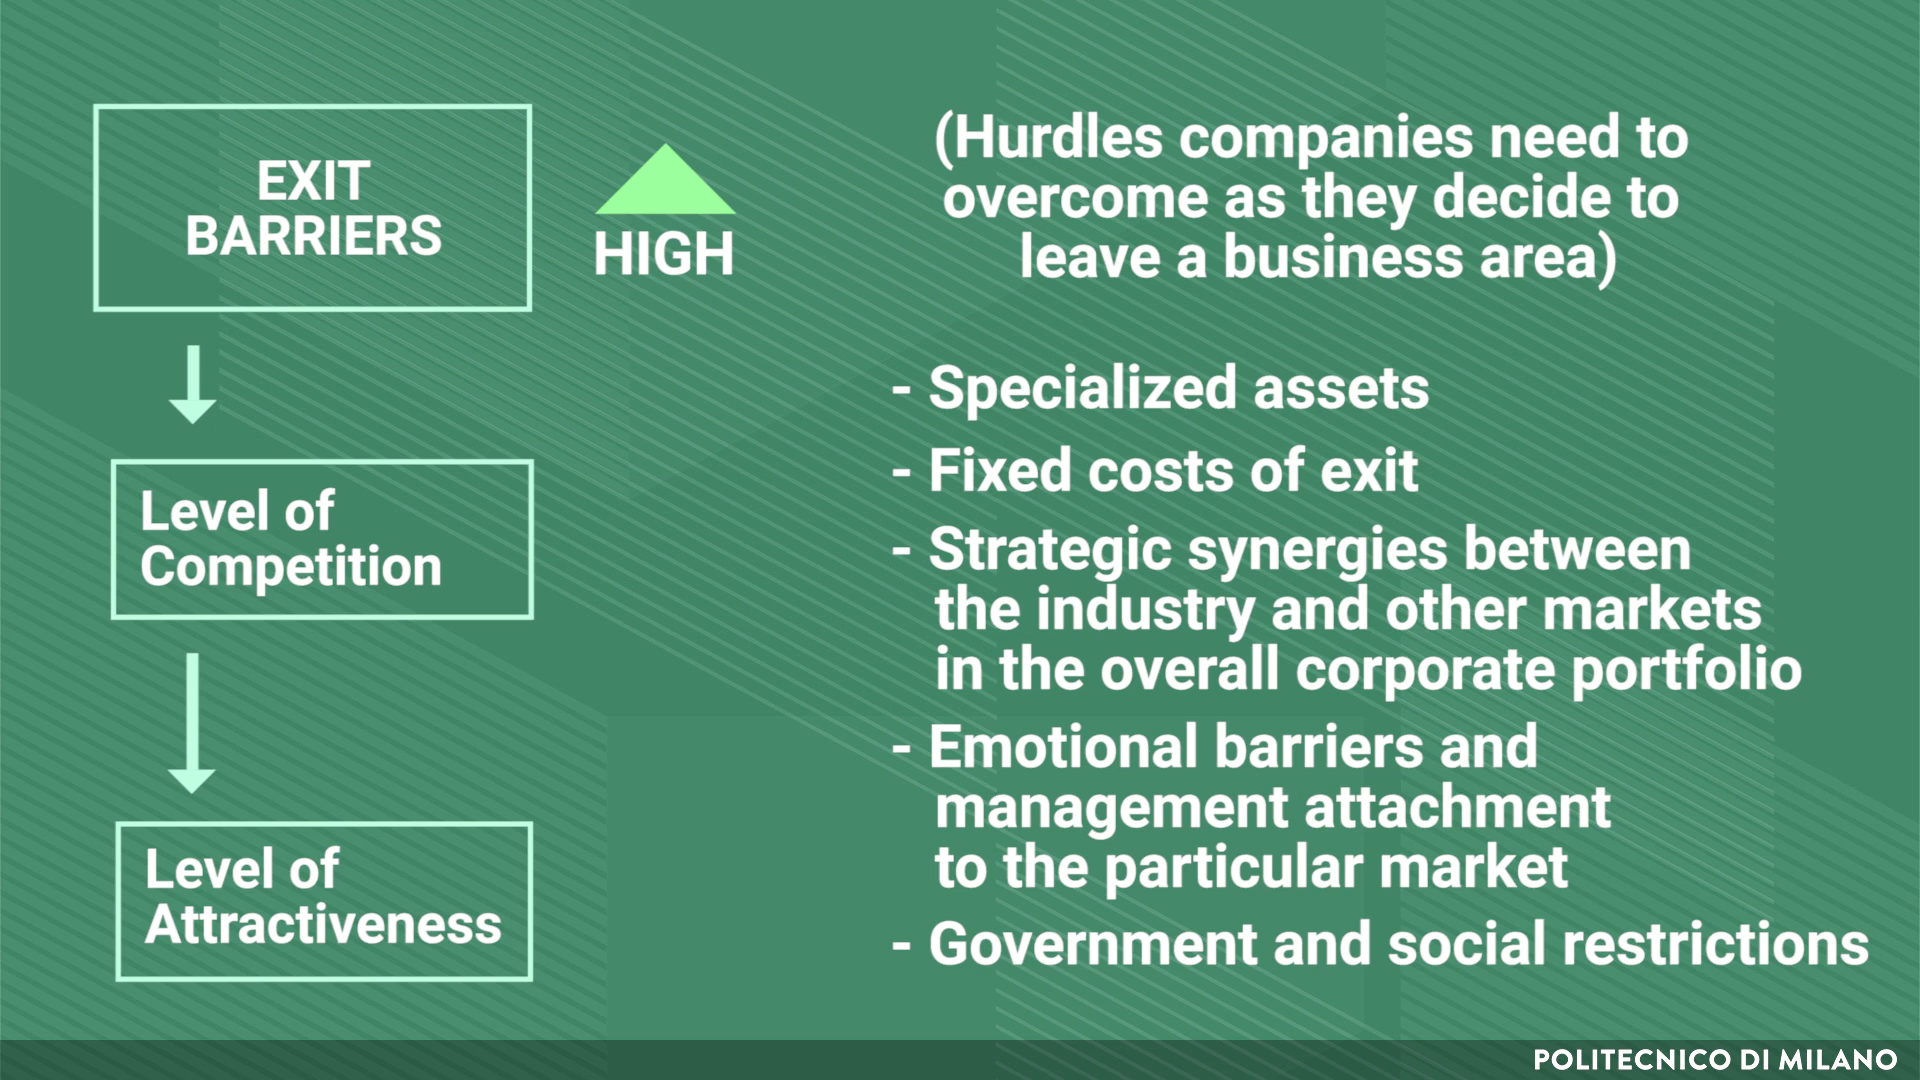 EXIT
BARRIERS
HIGH
(Hurdles companies need to
overcome as they decide to
leave a business area)
Level of
Competition
Level of
Attractiveness
- Specialized assets
- Fixed costs of exit
- Strategic synergies between
the industry and other markets
in the overall corporate portfolio
- Emotional barriers and
management attachment
to the particular market
- Government and social restrictions
POLITECNICO DI MILANO